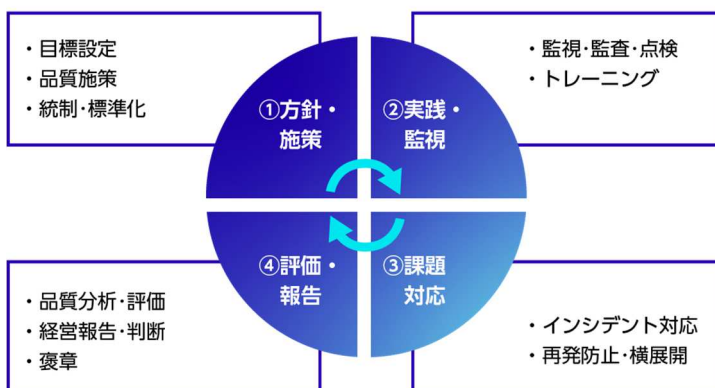 ・目標設定
・品質施策
・統制・標準化
①方針・
施策
②実践・
監視
・監視・監査・点検
・トレーニング
・品質分析・評価
・経営報告・判断
・褒章
④評価・
報告
③課題
対応
・インシデント対応
・再発防止・横展開